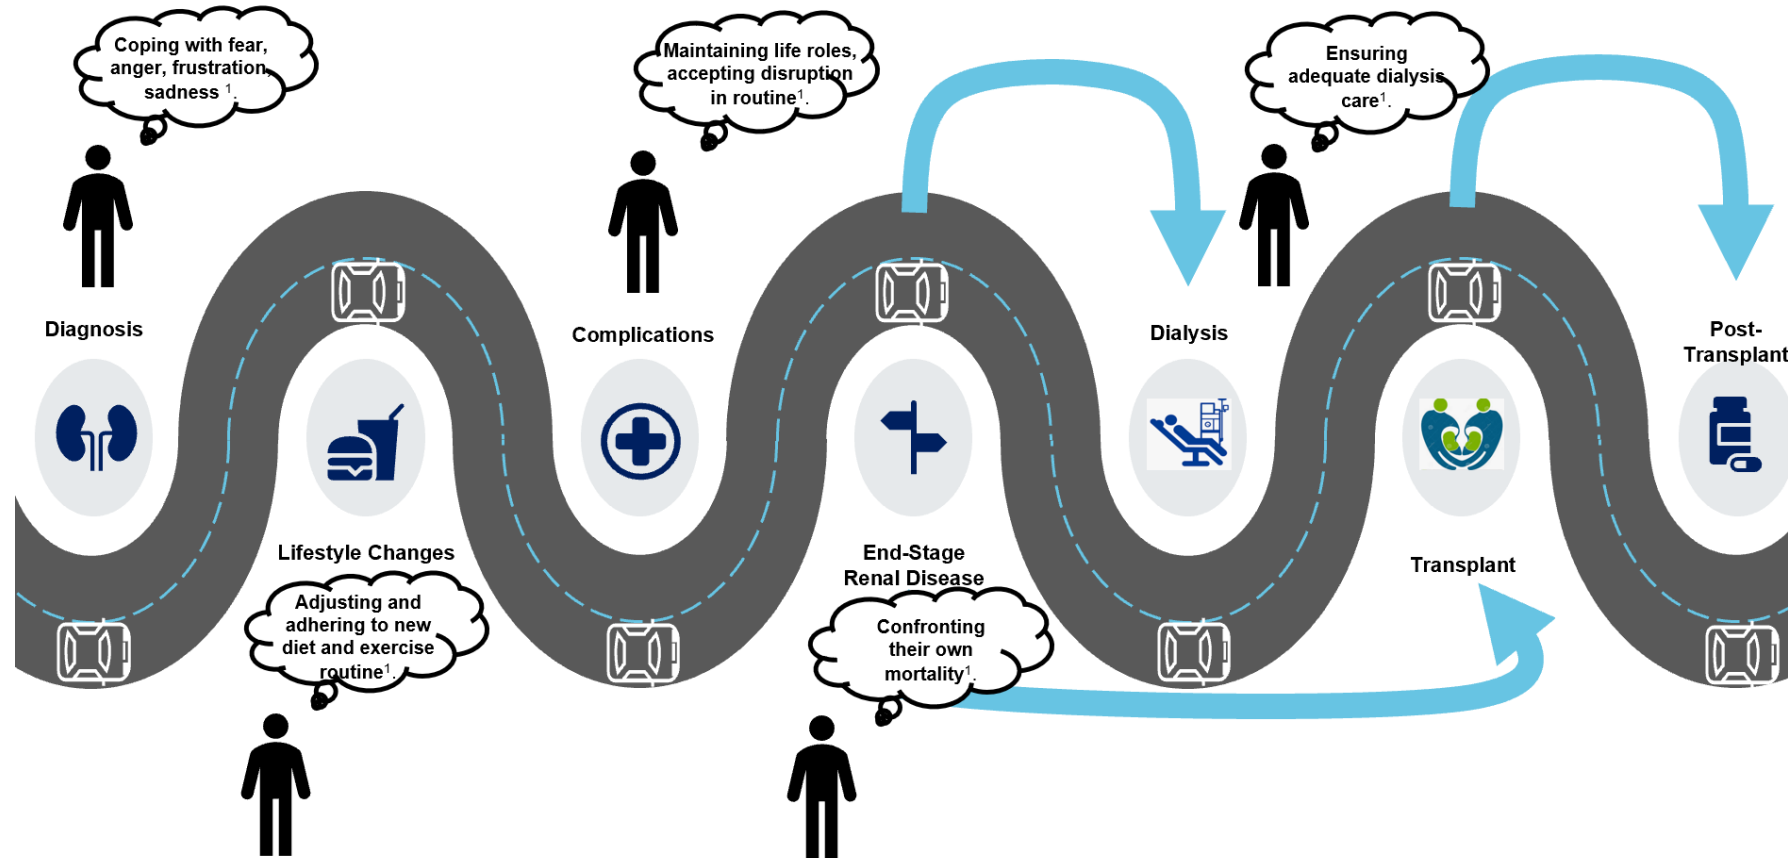 Coping with fear,
anger, frustration,
sadness ¹.
Diagnosis
Lifestyle Changes
Adjusting and
adhering to new
diet and exercise
routine¹.
Maintaining life roles,
accepting disruption
in routine¹.
Complications
End-Stage
Renal Disease
Confronting
their own
mortality¹.
Ensuring
adequate dialysis
care¹.
Dialysis
Transplant
Post-
Transplant